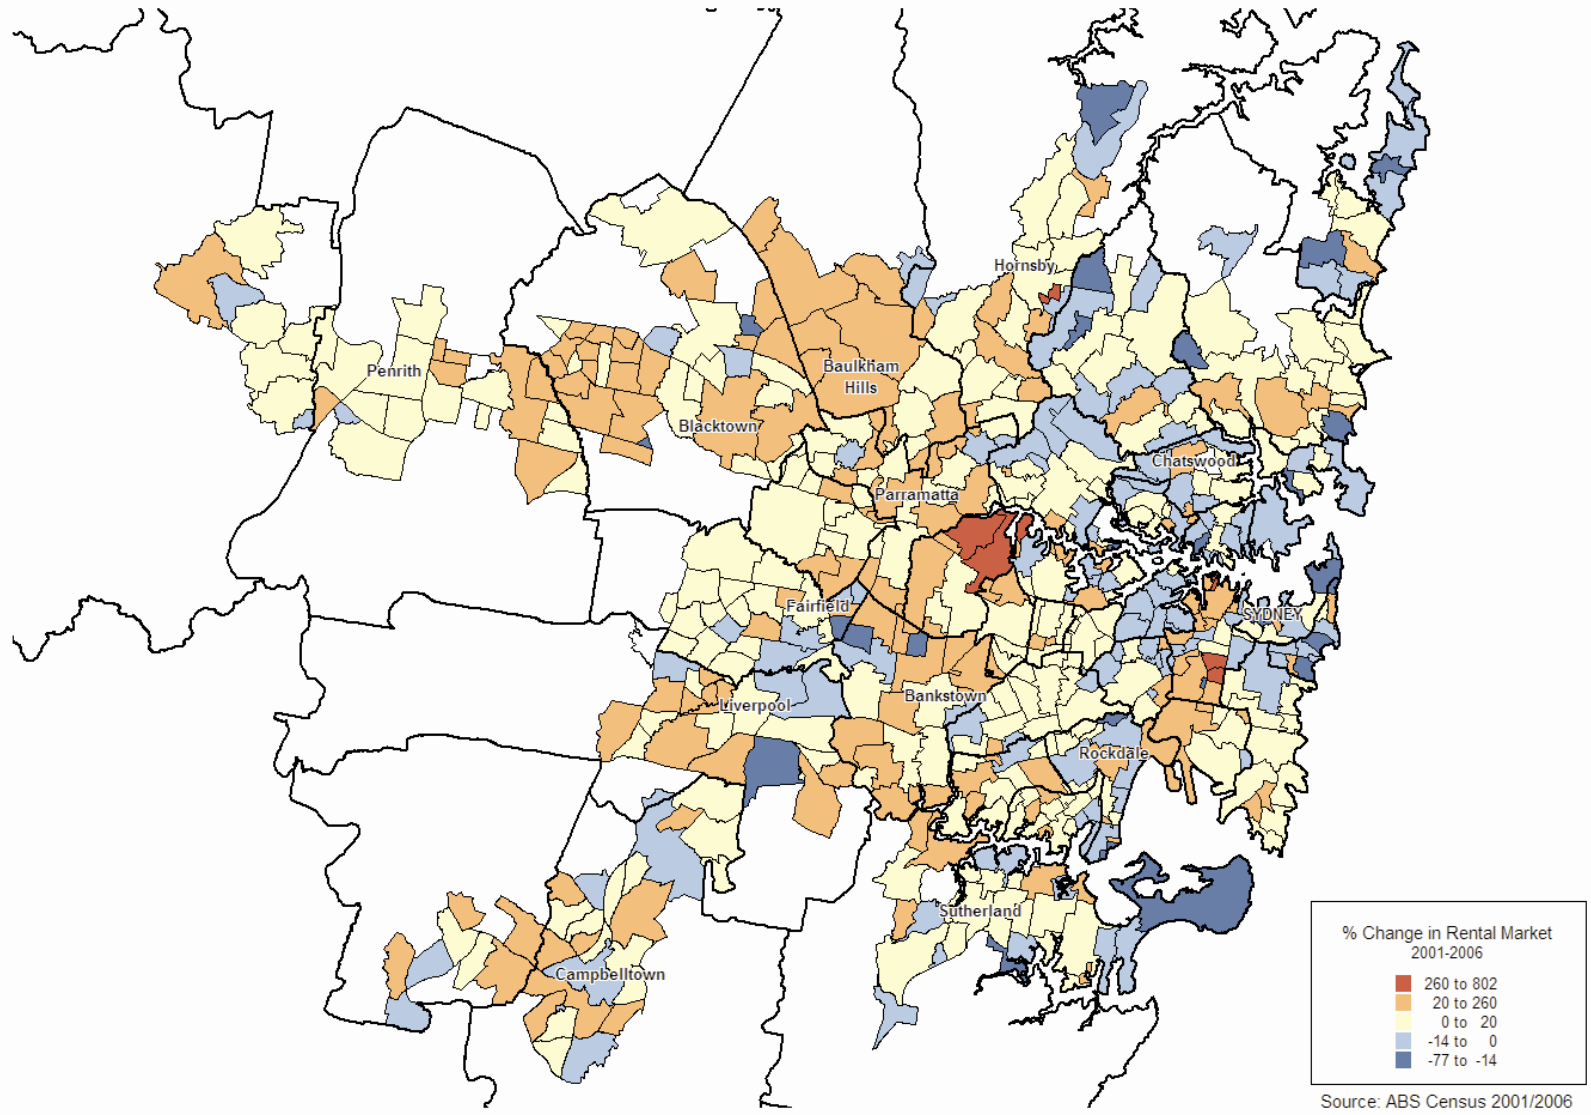 Hornsby
Penrith
Baulkham
Hills
Blacktown
Chatswood
Parramatta
Fairfield
SYDNEY
Bankstown
Liverpool
Rockdale
Sutherland
Campbelltown
% Change in Rental Market
2001-2006
260 to 802
20 to 260
0 to 20
-14 to 0
-77 to -14
Source: ABS Census 2001/2006